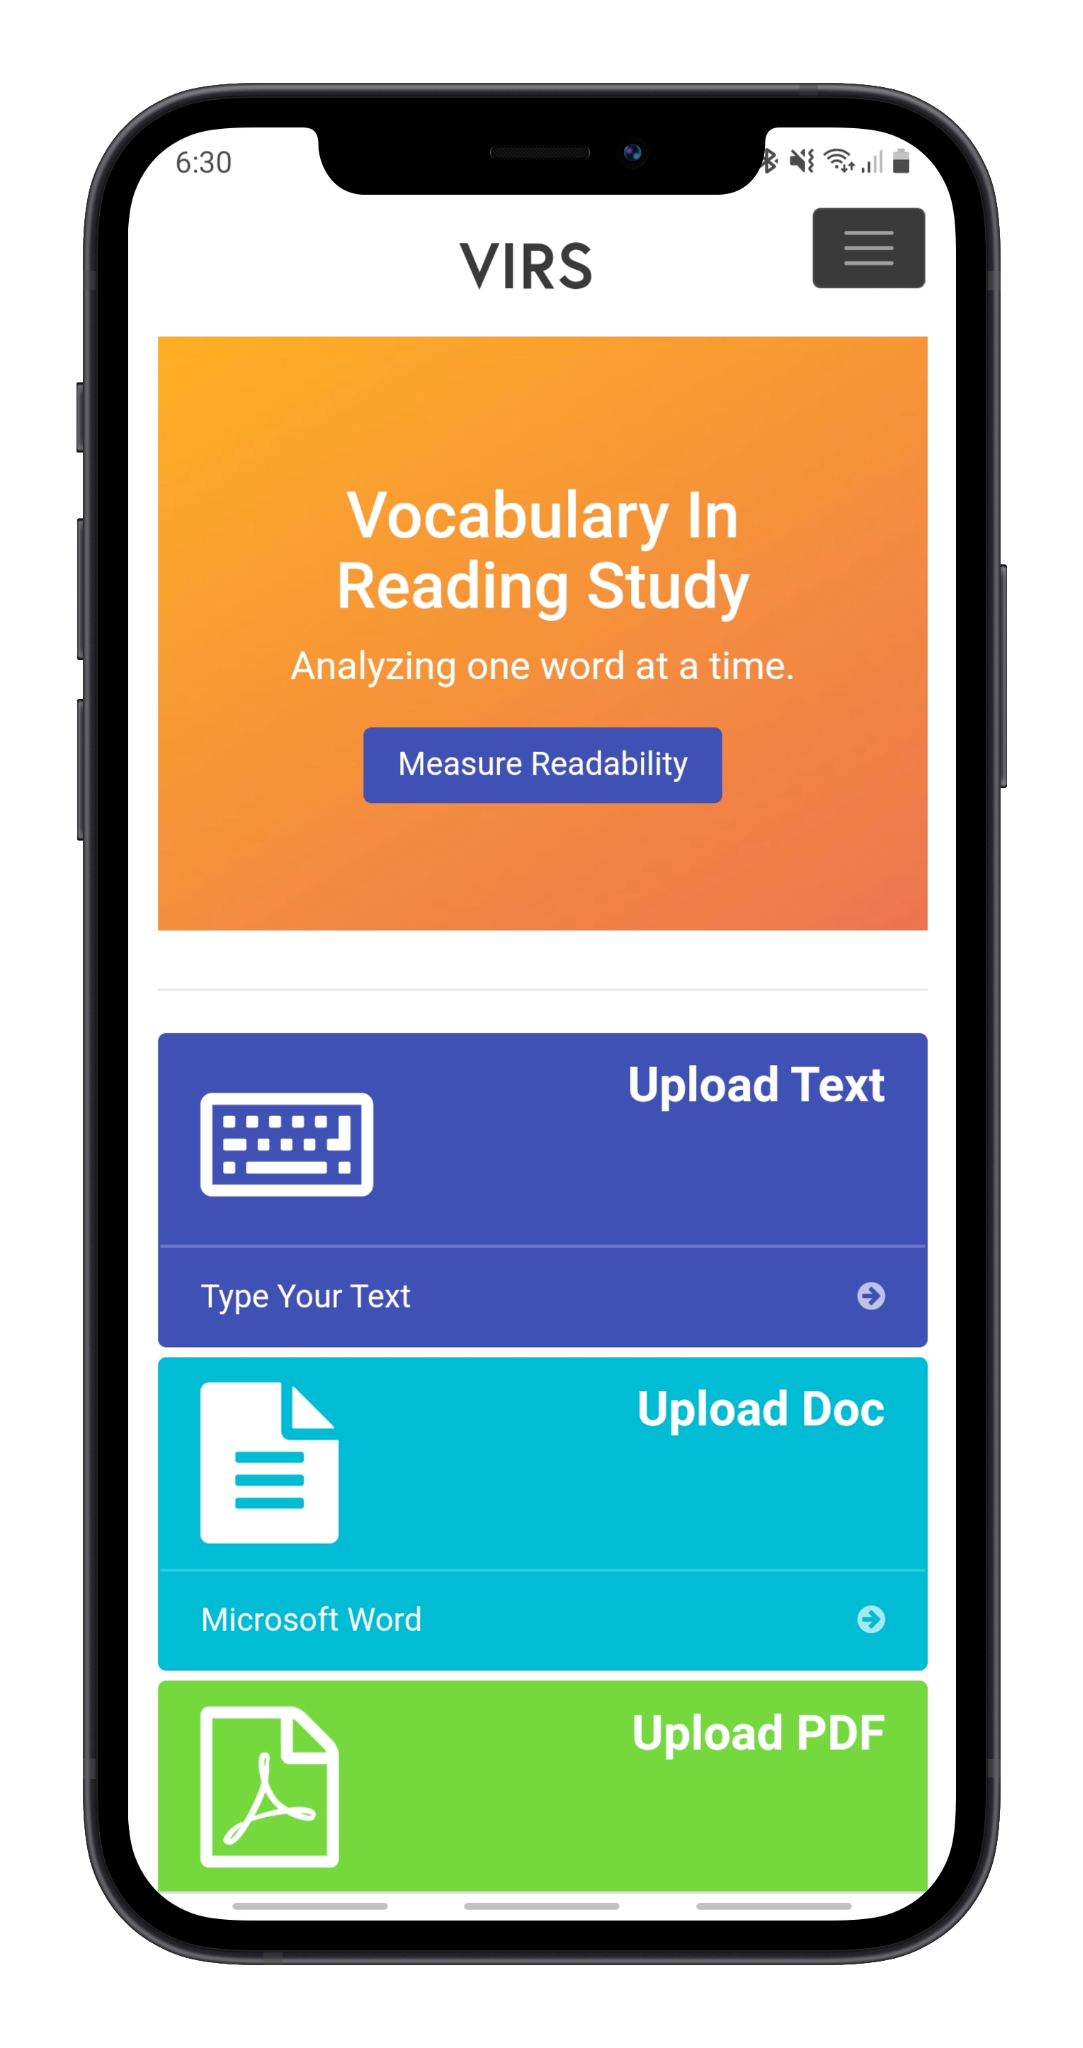 6:30
VIRS
Vocabulary In
Reading Study
Analyzing one word at a time.
Measure Readability
Upload Text
Type Your Text
Upload Doc
Microsoft Word
Upload PDF